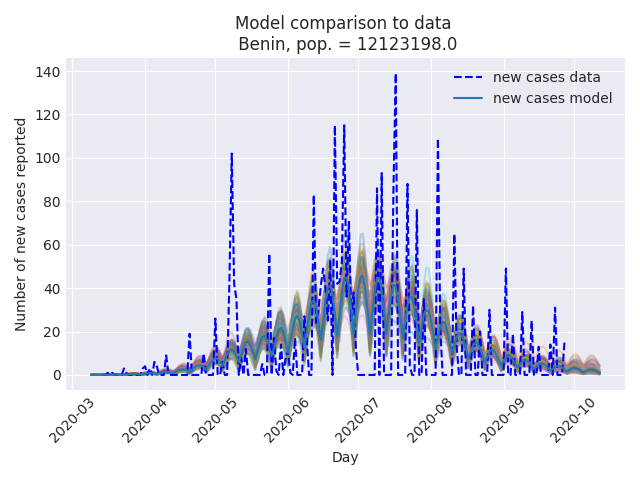 Model comparison to data
Benin, pop. = 12123198.0
new cases data
new cases model
Number of new cases reported
140
120
100
80
60
40
20
0
2020-03
2020-04
2020-05
2020-06
2020-07
2020-08
2020-09
2020-10
Day